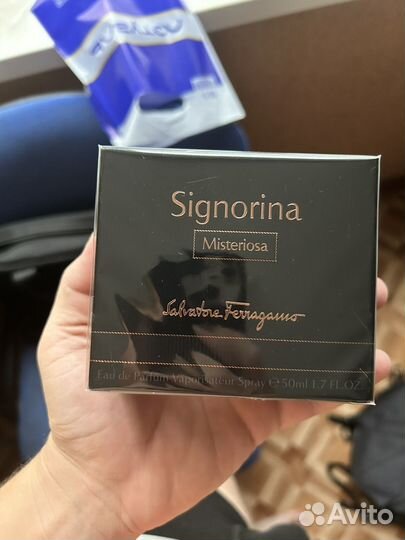 Signorina
Misteriosa
Salvatore Ferragamo
Eau de Parfum Vaporisateur Spray ℮ 50ml 1.7 FL.OZ.
Avito